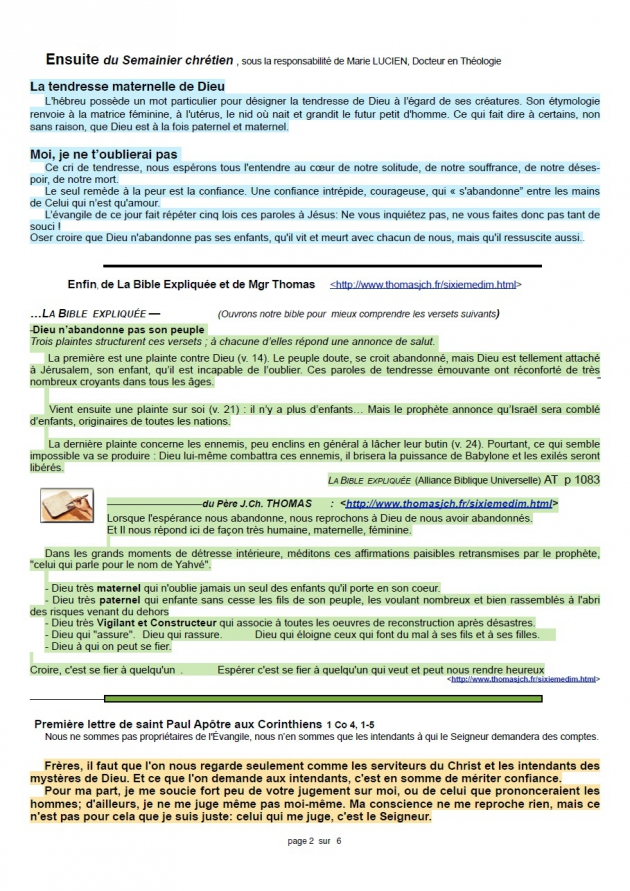 Ensuite du Semainier chrétien , sous la responsabilité de Marie LUCIEN, Docteur en Théologie
La tendresse maternelle de Dieu
L'hébreu possède un mot particulier pour désigner la tendresse de Dieu à l'égard de ses créatures. Son étymologie
renvoie à la matrice féminine, à l'utérus, le nid où nait et grandit le futur petit d'homme. Ce qui fait dire à certains, non
sans raison, que Dieu est à la fois paternel et maternel.
Moi, je ne t'oublierai pas
Ce cri de tendresse, nous espérons tous l'entendre au cœur de notre solitude, de notre souffrance, de notre déses-
poir, de notre mort.
Le seul remède à la peur est la confiance. Une confiance intrépide, courageuse, qui « s'abandonne" entre les mains
de Celui qui n'est qu'amour.
L'évangile de ce jour fait répéter cinq lois ces paroles à Jésus: Ne vous inquiétez pas, ne vous faites donc pas tant de
souci !
Oser croire que Dieu n'abandonne pas ses enfants, qu'il vit et meurt avec chacun de nous, mais qu'il ressuscite aussi..
Enfin, de La Bible Expliquée et de Mgr Thomas <http://www.thomasjch.fr/sixiemedim.html>
…LA BIBLE EXPLIQUÉE — (Ouvrons notre bible pour mieux comprendre les versets suivants)
-Dieu n'abandonne pas son peuple
Trois plaintes structurent ces versets ; à chacune d'elles répond une annonce de salut.
La première est une plainte contre Dieu (v. 14). Le peuple doute, se croit abandonné, mais Dieu est tellement attaché
à Jérusalem, son enfant, qu'il est incapable de l'oublier. Ces paroles de tendresse émouvante ont réconforté de très
nombreux croyants dans tous les âges.
Vient ensuite une plainte sur soi (v. 21) : il n'y a plus d'enfants… Mais le prophète annonce qu'Israël sera comblé
d'enfants, originaires de toutes les nations.
La dernière plainte concerne les ennemis, peu enclins en général à lâcher leur butin (v. 24). Pourtant, ce qui semble
impossible va se produire : Dieu lui-même combattra ces ennemis, il brisera la puissance de Babylone et les exilés seront
libérés.
LA BIBLE EXPLIQUÉE (Alliance Biblique Universelle) AT p 1083
du Père J.Ch. THOMAS : <http://www.thomasjch.fr/sixiemedim.html>
Lorsque l'espérance nous abandonne, nous reprochons à Dieu de nous avoir abandonnés.
Et Il nous répond ici de façon très humaine, maternelle, féminine.
Dans les grands moments de détresse intérieure, méditons ces affirmations paisibles retransmises par le prophète,
"celui qui parle pour le nom de Yahvé".
- Dieu très maternel qui n'oublie jamais un seul des enfants qu'il porte en son coeur.
- Dieu très paternel qui enfante sans cesse les fils de son peuple, les voulant nombreux et bien rassemblés à l'abri
des risques venant du dehors
- Dieu très Vigilant et Constructeur qui associe à toutes les oeuvres de reconstruction après désastres.
- Dieu qui "assure". Dieu qui rassure. Dieu qui éloigne ceux qui font du mal à ses fils et à ses filles.
- Dieu à qui on peut se fier.
Croire, c'est se fier à quelqu'un . Espérer c'est se fier à quelqu'un qui veut et peut nous rendre heureux
<http://www.thomasjch.fr/sixiemedim.html>
Première lettre de saint Paul Apôtre aux Corinthiens 1 Co 4, 1-5
Nous ne sommes pas propriétaires de l'Évangile, nous n'en sommes que les intendants à qui le Seigneur demandera des comptes.
Frères, il faut que l'on nous regarde seulement comme les serviteurs du Christ et les intendants des
mystères de Dieu. Et ce que l'on demande aux intendants, c'est en somme de mériter confiance.
Pour ma part, je me soucie fort peu de votre jugement sur moi, ou de celui que prononceraient les
hommes; d'ailleurs, je ne me juge même pas moi-même. Ma conscience ne me reproche rien, mais ce
n'est pas pour cela que je suis juste: celui qui me juge, c'est le Seigneur.
page 2 sur 6